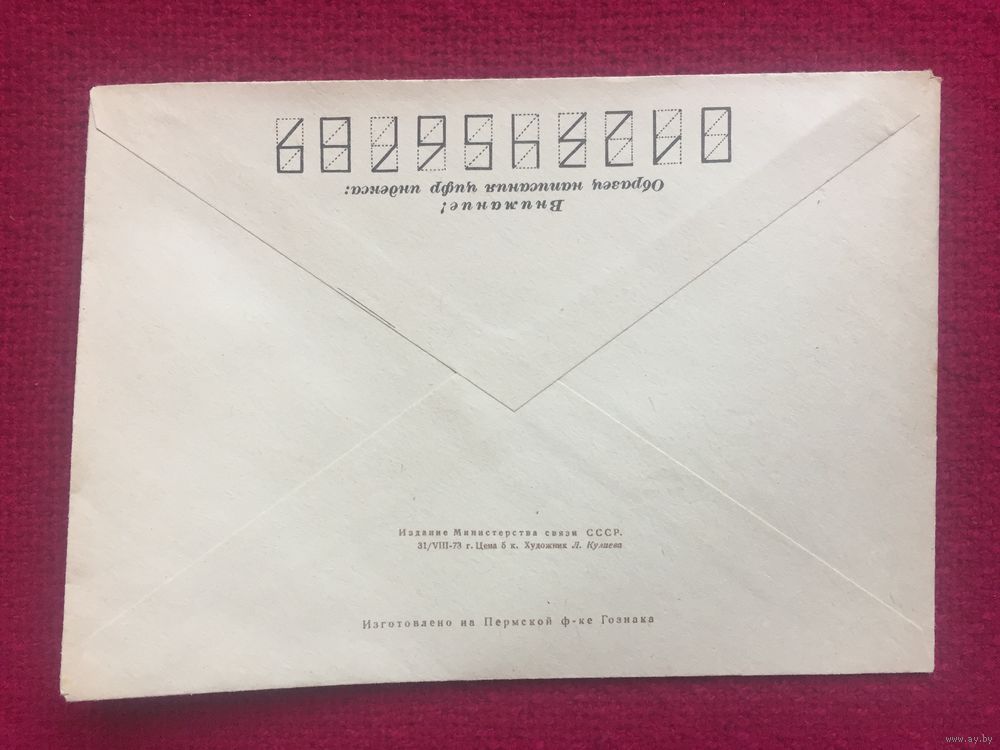 Внимание!
Образец написания цифр индекса:
0123456789
Издание Министерства связи СССР.
31/VIII-73 г. Цена 5 к. Художник Л. Кулиева
Изготовлено на Пермской ф-ке Гознака
www.ay.by